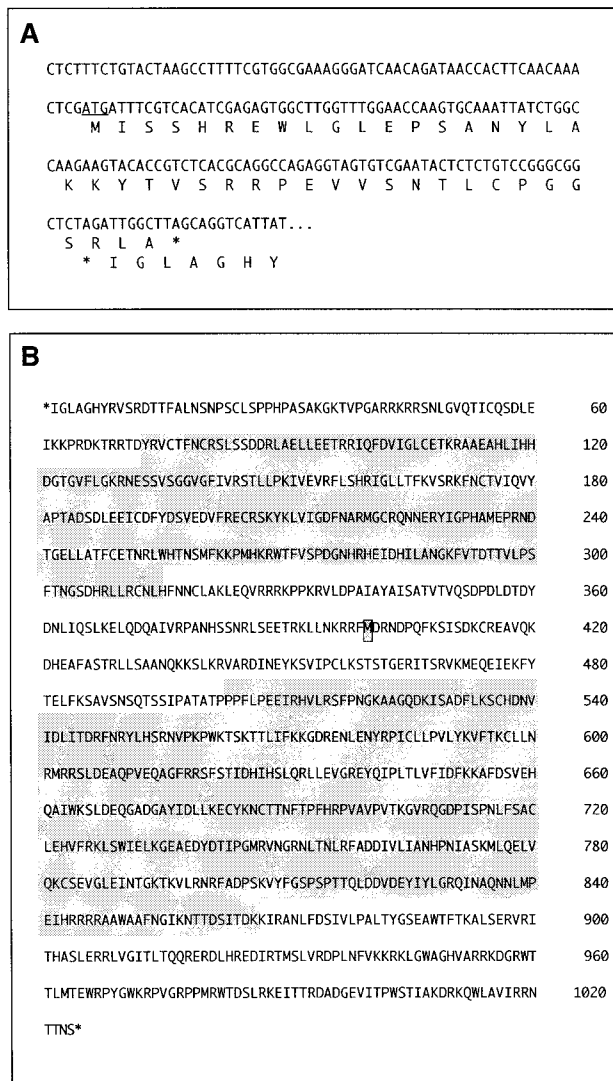 A
CTCTTTCTGTACTAAGCCTTTTCGTGGCGAAAGGGATCAACAGATAACCACTTCAACAAA
CTCGATGATTTCGTCACATCGAGAGTGGCTTGGTTTGGAACCAAGTGCAAATTATCTGGC
M I S S H R E W L G L E P S A N Y L A
CAAGAAGTACACCGTCTCACGCAGGCCAGAGGTAGTGTCGAATACTCTCTGTCCGGGCGG
K K Y T V S R R P E V V S N T L C P G G
CTCTAGATTGGCTTAGCAGGTCATTAT...
S R L A *
* I G L A G H Y
B
*IGLAGHYRVSRDTTFALNSNPSCLSPPHPASAKGKTVPGARRKRRSNLGVQTICQSDLE 60
IKKPRDKTRRTDYRVCTFNCRSLSSDDRLAELLEETRRIQFDVIGLCETKRAAEAHLIHH 120
DGTGVFLGKRNESSVSGGVGFIVRSTLLPKIVEVRFLSHRIGLLTFKVSRKFNCTVIQVY 180
APTADSDLEEICDFYDSVEDVFRECRSKYKLVIGDFNARMGCRQNNERYIGPHAMEPRND 240
TGELLATFCETNRLWHTNSMFKKPMHKRWTFVSPDGNHRHEIDHILANGKFVTDTTVLPS 300
FTNGSDHRLLRCNLHFNNCLAKLEQVRRRKPPKRVLDPAIAYAISATVTVQSDPDLDTDY 360
DNLIQSLKELQDQAIVRPANHSSNRLSEETRKLLNKRRFMDRNDPQFKSISDKCREAVQK 420
DHEAFASTRLLSAANQKKSLKRVARDINEYKSVIPCLKSTSTGERITSRVKMEQEIEKFY 480
TELFKSAVSNSQTSSIPATATPPPFLPEEIRHVLRSFPNGKAAGQDKISADFLKSCHDNV 540
IDLITDRFNRYLHSRNVPKPWKTSKTTLIFKKGDRENLENYRPICLLPVLYKVFTKCLLN 600
RMRRSLDEAQPVEQAGFRRSFSTIDHIHSLQRLLEVGREYQIPLTLVFIDFKKAFDSVEH 660
QAIWKSLDEQGADGAYIDLLKECYKNCTTNFTPFHRPVAVPVTKGVRQGDPISPNLFSAC 720
LEHVFRKLSWIELKGEAEDYDTIPGMRVNGRNLTNLRFADDIVLIANHPNIASKMLQELV 780
QKCSEVGLEINTGKTKVLRNRFADPSKVYFGSPSPTTQLDDVDEYIYLGRQINAQNNLMP 840
EIHRRRRAAWAAFNGIKNTTDSITDKKIRANLFDSIVLPALTYGSEAWTFTKALSERVRI 900
THASLERRLVGITLTQQRERDLHREDIRTMSLVRDPLNFVKKRKLGWAGHVARRKDGRWT 960
TLMTEWRPYGWKRPVGRPPMRWTDSLRKEITTRDADGEVITPWSTIAKDRKQWLAVIRRN 1020
TTNS*